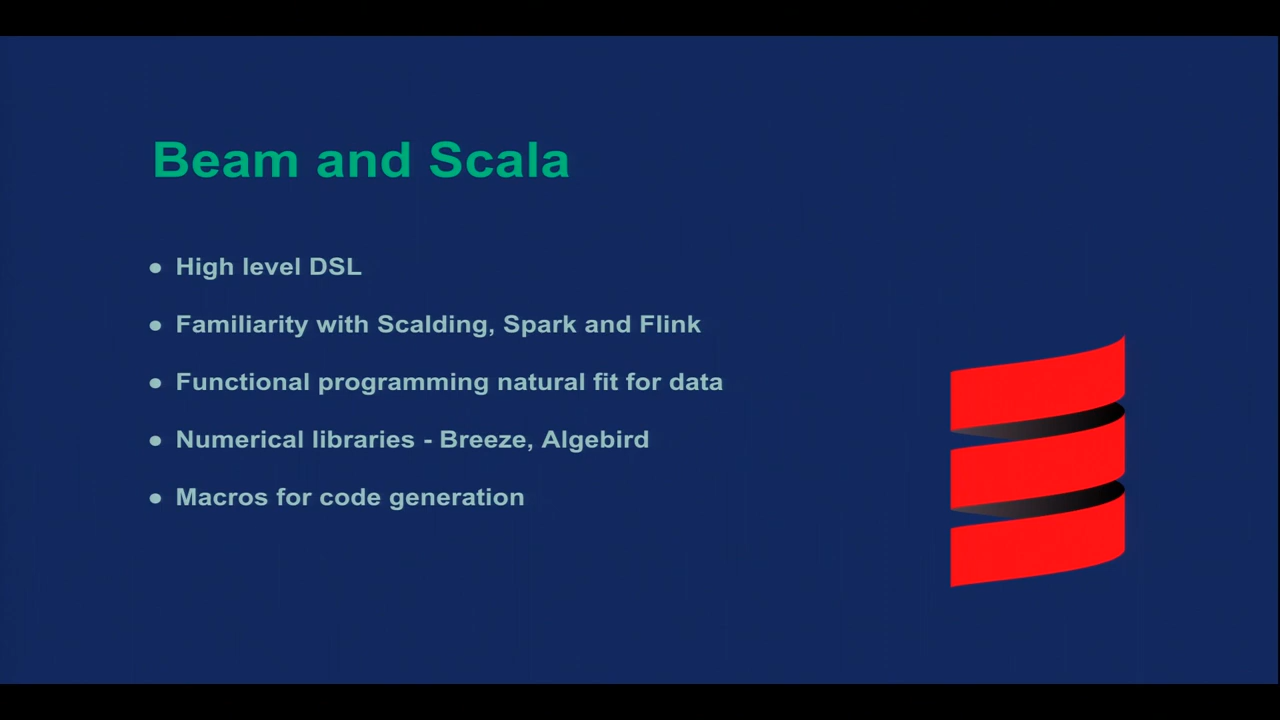 Beam and Scala
● High level DSL
● Familiarity with Scalding, Spark and Flink
● Functional programming natural fit for data
● Numerical libraries - Breeze, Algebird
● Macros for code generation